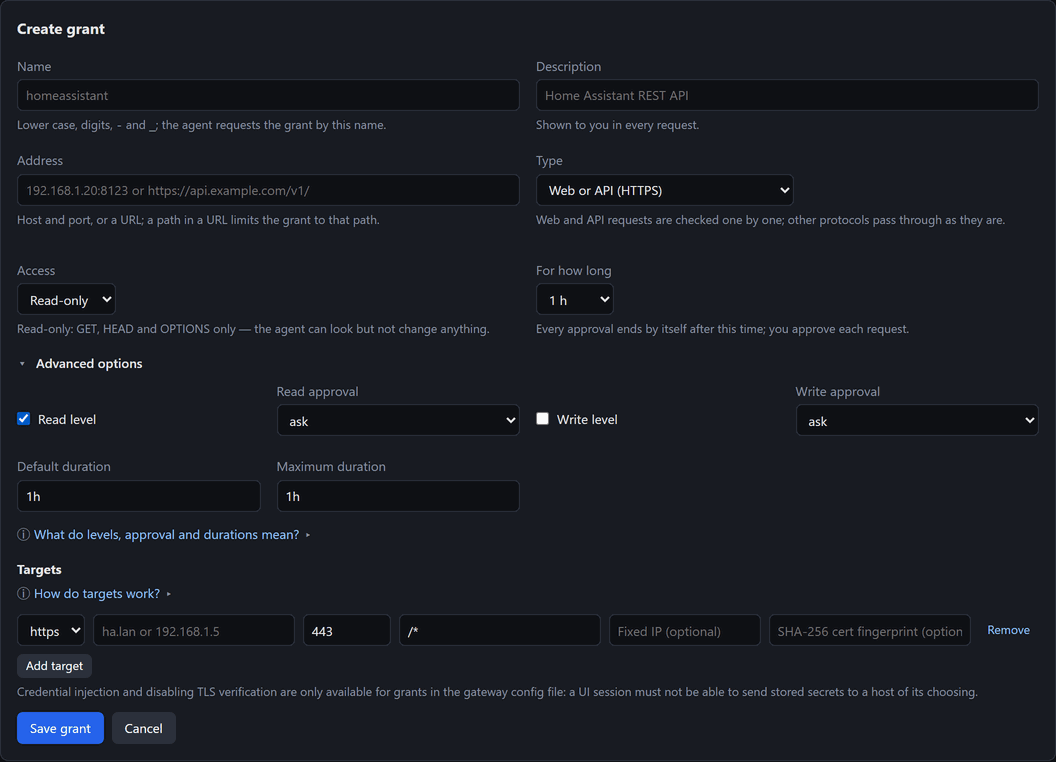 Create grant
Name
Description
homeassistant
Home Assistant REST API
Lower case, digits, - and _; the agent requests the grant by this name.
Shown to you in every request.
Address
Type
192.168.1.20:8123 or https://api.example.com/v1/
Web or API (HTTPS)
Host and port, or a URL; a path in a URL limits the grant to that path.
Web and API requests are checked one by one; other protocols pass through as they are.
Access
For how long
Read-only
1 h
Read-only: GET, HEAD and OPTIONS only — the agent can look but not change anything.
Every approval ends by itself after this time; you approve each request.
Advanced options
Read approval
Write approval
Read level
ask
Write level
ask
Default duration
Maximum duration
1h
1h
What do levels, approval and durations mean?
Targets
How do targets work?
https
ha.lan or 192.168.1.5
443
/*
Fixed IP (optional)
SHA-256 cert fingerprint (option
Remove
Add target
Credential injection and disabling TLS verification are only available for grants in the gateway config file: a UI session must not be able to send stored secrets to a host of its choosing.
Save grant
Cancel